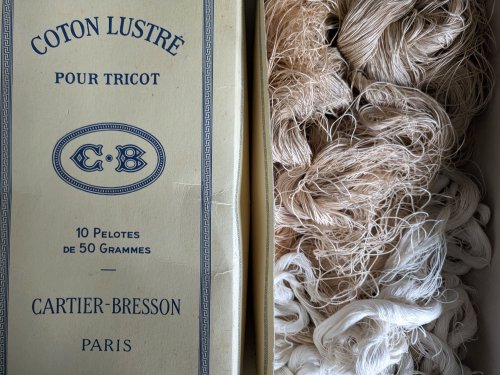 COTON LUSTRÉ
POUR TRICOT
C·B
10 PELOTES
DE 50 GRAMMES
CARTIER-BRESSON
PARIS